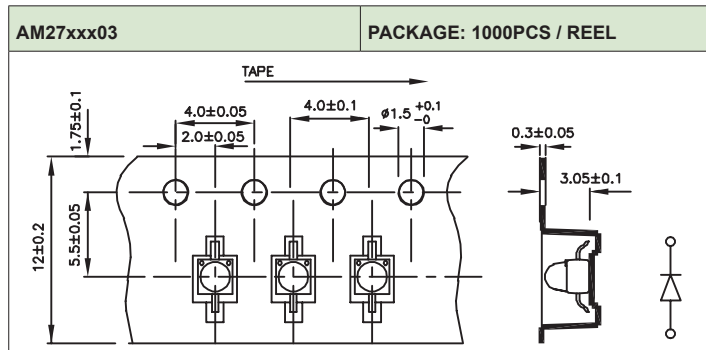 AM27xxx03
PACKAGE: 1000PCS / REEL
TAPE
1.75±0.1
4.0±0.05
4.0±0.1
ø1.5 +0.1 -0
2.0±0.05
0.3±0.05
3.05±0.1
12±0.2
5.5±0.05